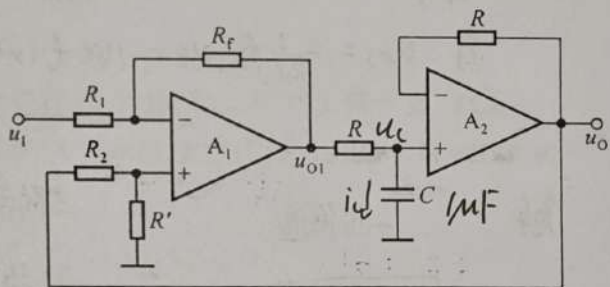 R_f
R
R_1
u_I
−
A_1
+
R_2
R'
u_O1
R
u_c
−
A_2
+
u_O
i_c
C
1μF